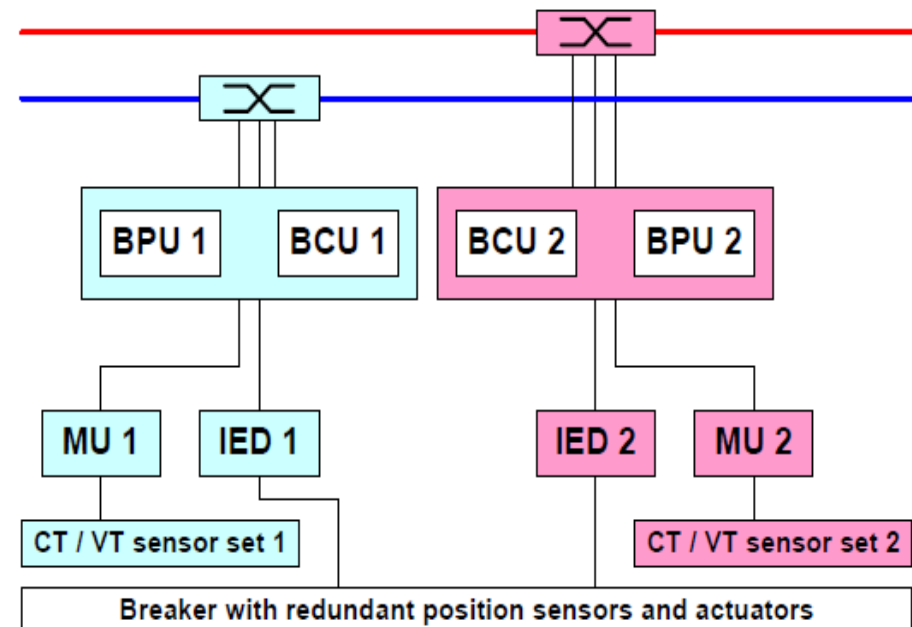 BPU 1
BCU 1
BCU 2
BPU 2
MU 1
IED 1
IED 2
MU 2
CT / VT sensor set 1
CT / VT sensor set 2
Breaker with redundant position sensors and actuators